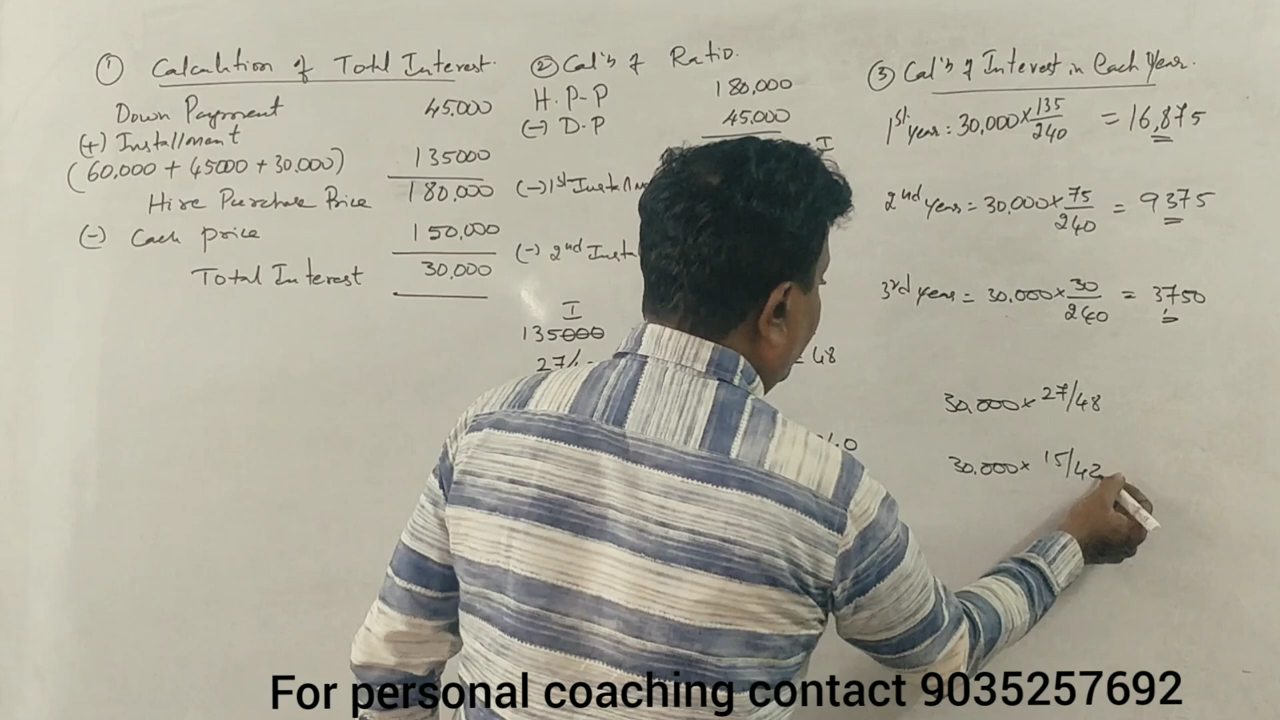 ① Calculation of Total Interest.
Down Payment 45.000
(+) Installment
(60,000 + 45000 + 30,000) 135000
Hire Purchase Price 180,000
(-) Cash price 150,000
Total Interest 30,000
② Cal'n of Ratio.
H.P-P 180,000
(-) D.P 45.000
I
(-) 1st Insta
(-) 2nd Insta
I
135000
27/
= 48
③ Cal'n of Interest in Each Year.
1st year = 30,000 × 135/240 = 16,875
2nd year = 30.000 × 75/240 = 9375
3rd year = 30.000 × 30/240 = 3750
30.000 × 27/48
30.000 × 15/42
For personal coaching contact 9035257692